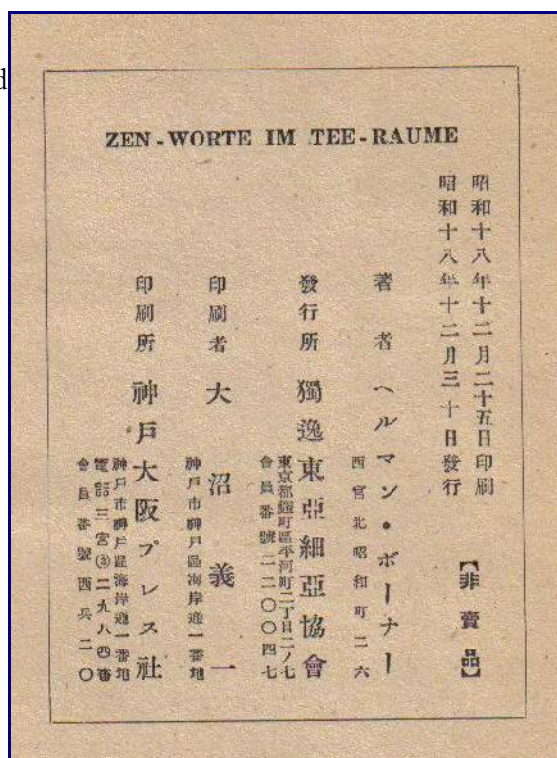 d
ZEN-WORTE IM TEE-RAUME
昭和十八年十二月二十五日印刷
昭和十八年十二月三十日發行
【非賣品】
著者 ヘルマン・ボーナー
西宮北昭和町二六
發行所 獨逸東亞細亞協會
東京都麴町區平河町二丁目二ノ七
會員番號一二〇〇四七
印刷者 大沼義一
神戸市神戸區海岸通一番地
印刷所 神戸大阪プレス社
神戸市神戸區海岸通一番地
電話三宮③二九八四番
會員番號西兵二〇